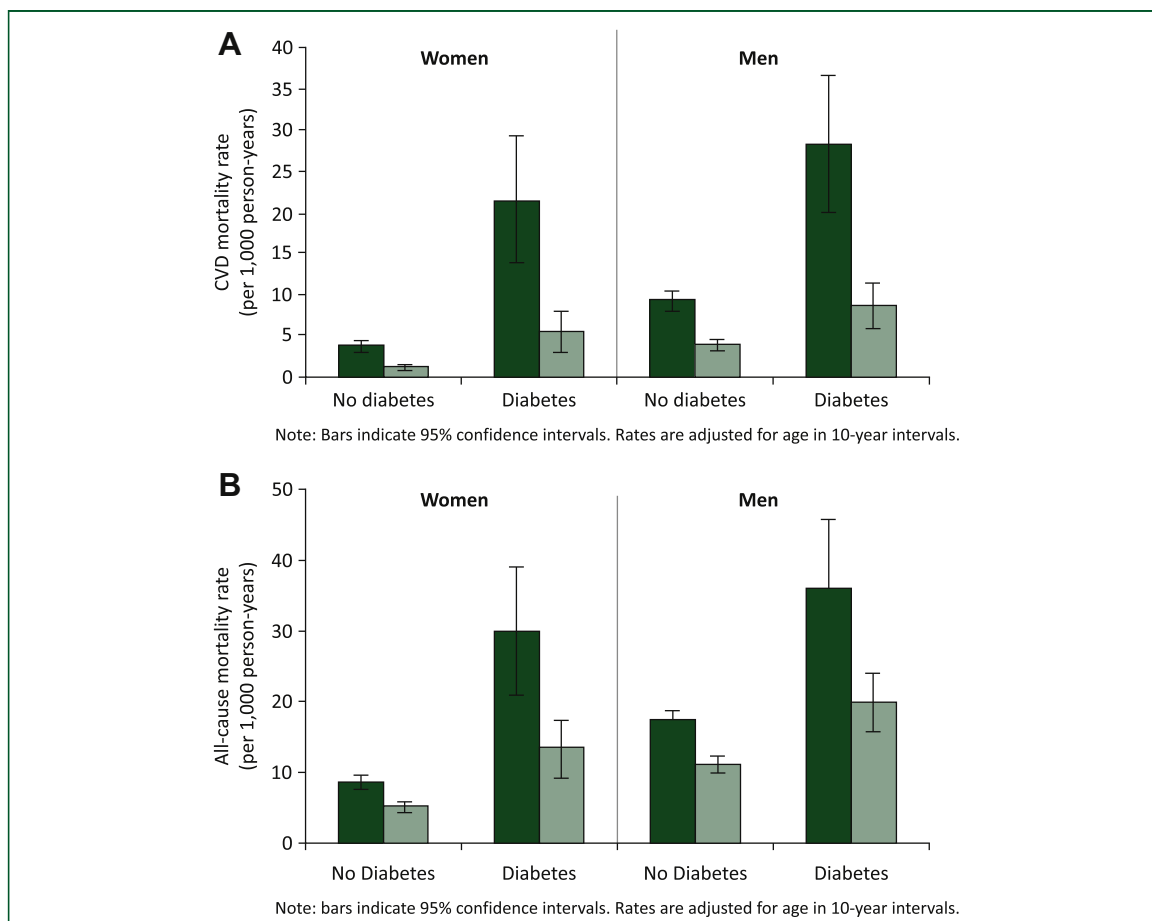 A
Women
Men
CVD mortality rate
(per 1,000 person-years)
40
35
30
25
20
15
10
5
0
No diabetes
Diabetes
No diabetes
Diabetes
Note: Bars indicate 95% confidence intervals. Rates are adjusted for age in 10-year intervals.
B
Women
Men
All-cause mortality rate
(per 1,000 person-years)
50
40
30
20
10
0
No Diabetes
Diabetes
No Diabetes
Diabetes
Note: bars indicate 95% confidence intervals. Rates are adjusted for age in 10-year intervals.